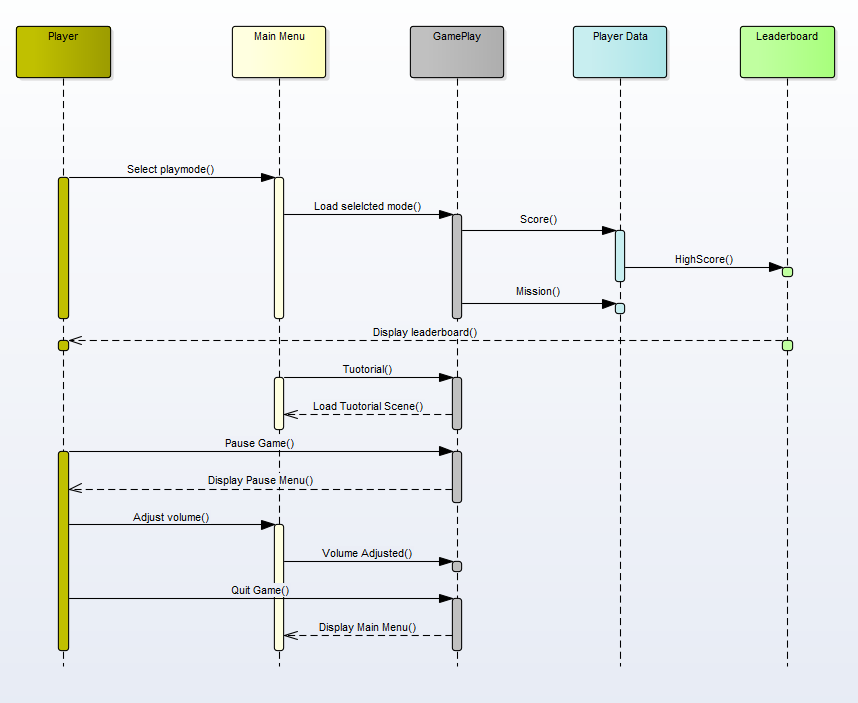 Player
Main Menu
GamePlay
Player Data
Leaderboard
Select playmode()
Load selelcted mode()
Score()
HighScore()
Mission()
Display leaderboard()
Tuotorial()
Load Tuotorial Scene()
Pause Game()
Display Pause Menu()
Adjust volume()
Volume Adjusted()
Quit Game()
Display Main Menu()